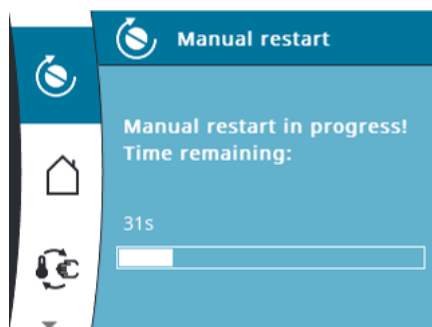 Manual restart
Manual restart in progress!
Time remaining:
31s